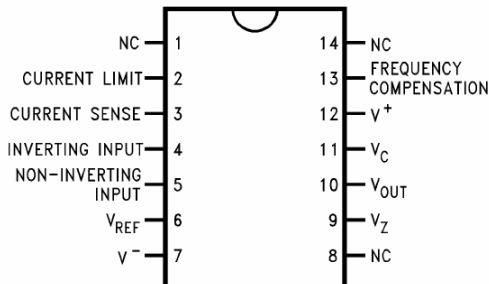 NC 1 14 NC
CURRENT LIMIT 2 13 FREQUENCY
COMPENSATION
CURRENT SENSE 3 12 V+
INVERTING INPUT 4 11 VC
NON-INVERTING
INPUT 5 10 VOUT
VREF 6 9 VZ
V− 7 8 NC